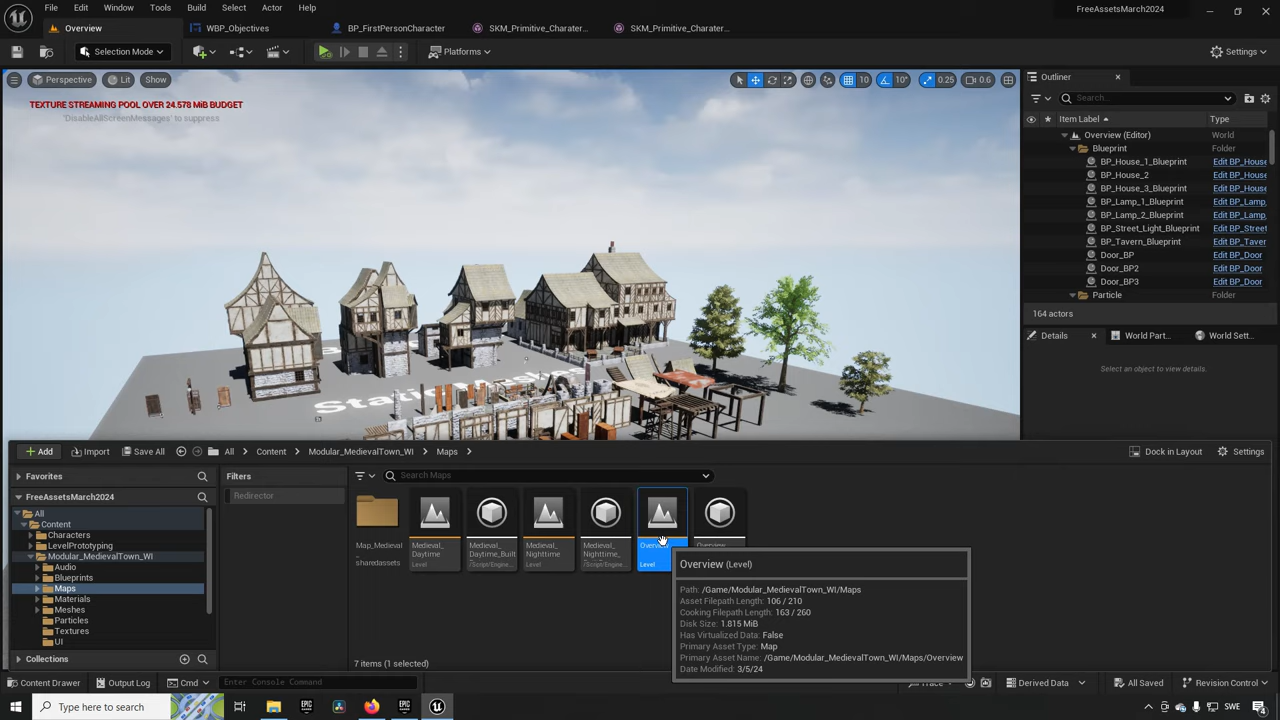 File
Edit
Window
Tools
Build
Select
Actor
Help
FreeAssetsMarch2024
Overview
WBP_Objectives
BP_FirstPersonCharacter
SKM_Primitive_Charater...
SKM_Primitive_Charater...
Selection Mode
Platforms
Settings
Perspective
Lit
Show
10
10°
0.25
0.6
TEXTURE STREAMING POOL OVER 24.578 MiB BUDGET
'DisableAllScreenMessages' to suppress
Outliner
Search...
Item Label
Type
Overview (Editor)
World
Blueprint
Folder
BP_House_1_Blueprint
Edit BP_House
BP_House_2
Edit BP_House
BP_House_3_Blueprint
Edit BP_House
BP_Lamp_1_Blueprint
Edit BP_Lamp_
BP_Lamp_2_Blueprint
Edit BP_Lamp_
BP_Street_Light_Blueprint
Edit BP_Street
BP_Tavern_Blueprint
Edit BP_Taver
Door_BP
Edit BP_Door
Door_BP2
Edit BP_Door
Door_BP3
Edit BP_Door
Particle
Folder
164 actors
Details
World Part...
World Sett...
Select an object to view details.
Add
Import
Save All
All
Content
Modular_MedievalTown_WI
Maps
Dock in Layout
Settings
Favorites
Filters
Search Maps
FreeAssetsMarch2024
Redirector
All
Content
Characters
LevelPrototyping
Modular_MedievalTown_WI
Audio
Blueprints
Maps
Materials
Meshes
Particles
Textures
UI
Collections
Map_Medieval
_
sharedassets
Medieval_
Daytime
Level
Medieval_
Daytime_Built
/Script/Engine...
Medieval_
Nighttime
Level
Medieval_
Nighttime_
/Script/Engine...
Level
Overview
Overview (Level)
Path: /Game/Modular_MedievalTown_WI/Maps
Asset Filepath Length: 106 / 210
Cooking Filepath Length: 163 / 260
Disk Size: 1.815 MiB
Has Virtualized Data: False
Primary Asset Type: Map
Primary Asset Name: /Game/Modular_MedievalTown_WI/Maps/Overview
Date Modified: 3/5/24
7 items (1 selected)
Content Drawer
Output Log
Cmd
Enter Console Command
Trace
Derived Data
All Saved
Revision Control
Type here to search
SWE